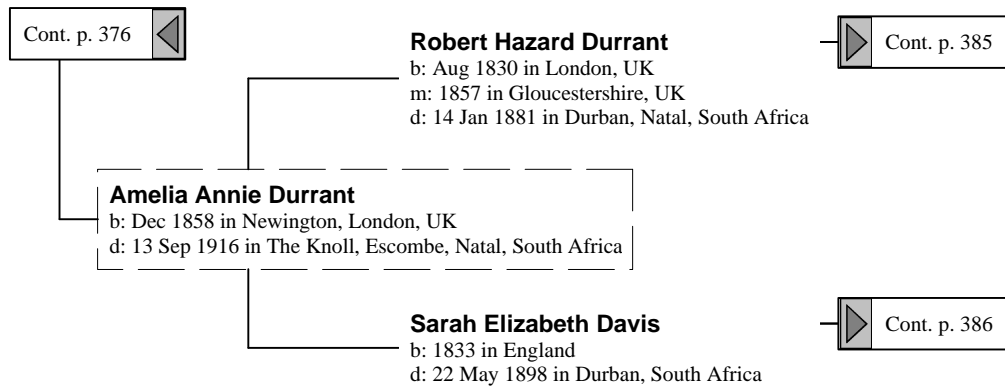 Cont. p. 376
Robert Hazard Durrant
b: Aug 1830 in London, UK
m: 1857 in Gloucestershire, UK
d: 14 Jan 1881 in Durban, Natal, South Africa
Cont. p. 385
Amelia Annie Durrant
b: Dec 1858 in Newington, London, UK
d: 13 Sep 1916 in The Knoll, Escombe, Natal, South Africa
Sarah Elizabeth Davis
b: 1833 in England
d: 22 May 1898 in Durban, South Africa
Cont. p. 386